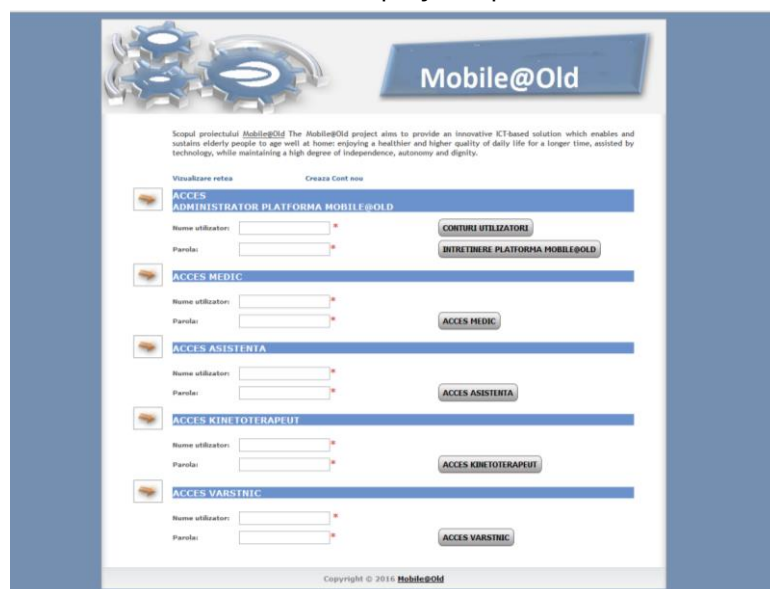 Mobile@Old
Scopul proiectului Mobile@Old The Mobile@Old project aims to provide an innovative ICT-based solution which enables and
sustains elderly people to age well at home: enjoying a healthier and higher quality of daily life for a longer time, assisted by
technology, while maintaining a high degree of independence, autonomy and dignity.
Vizualizare retea Creaza Cont nou
ACCES
ADMINISTRATOR PLATFORMA MOBILE@OLD
Nume utilizator: * CONTURI UTILIZATORI
Parola: * INTRETINERE PLATFORMA MOBILE@OLD
ACCES MEDIC
Nume utilizator: *
Parola: * ACCES MEDIC
ACCES ASISTENTA
Nume utilizator: *
Parola: * ACCES ASISTENTA
ACCES KINETOTERAPEUT
Nume utilizator: *
Parola: * ACCES KINETOTERAPEUT
ACCES VARSTNIC
Nume utilizator: *
Parola: * ACCES VARSTNIC
Copyright © 2016 Mobile@Old